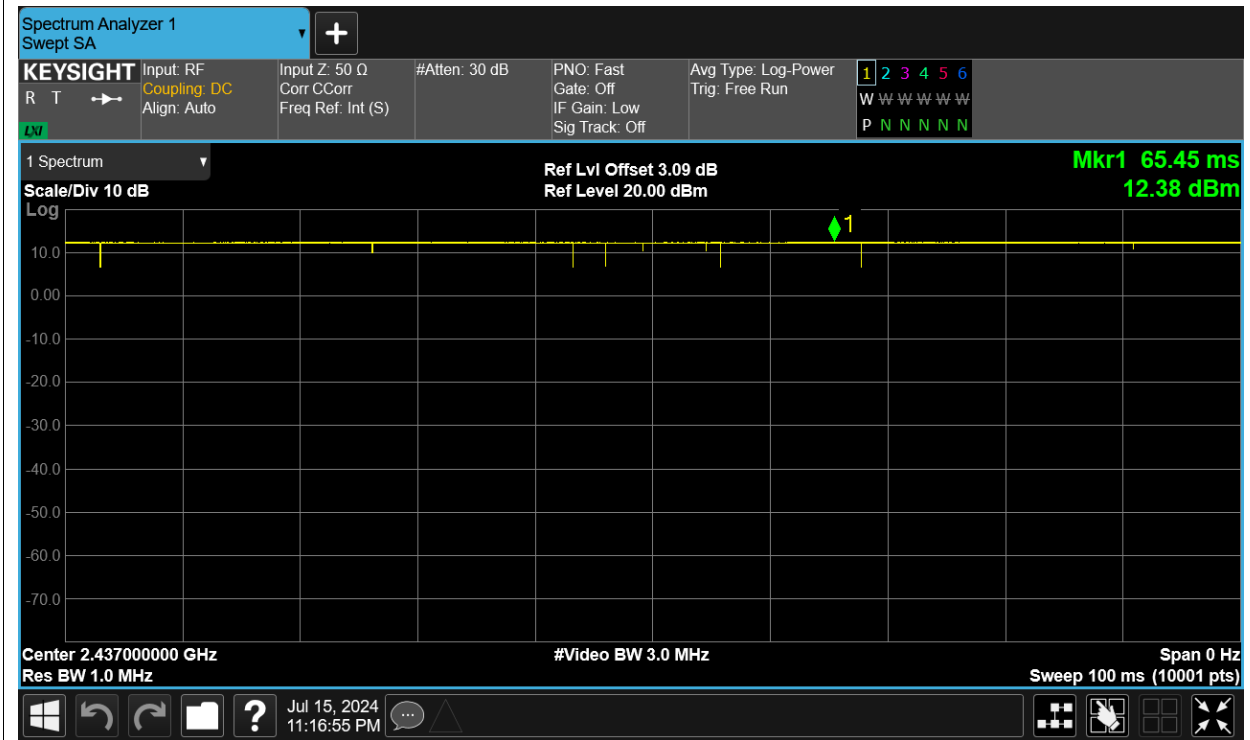 Spectrum Analyzer 1
Swept SA
KEYSIGHT
R T
LXI
Input: RF
Coupling: DC
Align: Auto
Input Z: 50 Ω
Corr CCorr
Freq Ref: Int (S)
#Atten: 30 dB
PNO: Fast
Gate: Off
IF Gain: Low
Sig Track: Off
Avg Type: Log-Power
Trig: Free Run
1 2 3 4 5 6
W W W W W W
P N N N N N
1 Spectrum
Scale/Div 10 dB
Log
Ref Lvl Offset 3.09 dB
Ref Level 20.00 dBm
Mkr1 65.45 ms
12.38 dBm
1
10.0
0.00
-10.0
-20.0
-30.0
-40.0
-50.0
-60.0
-70.0
Center 2.437000000 GHz
Res BW 1.0 MHz
#Video BW 3.0 MHz
Span 0 Hz
Sweep 100 ms (10001 pts)
?
Jul 15, 2024
11:16:55 PM